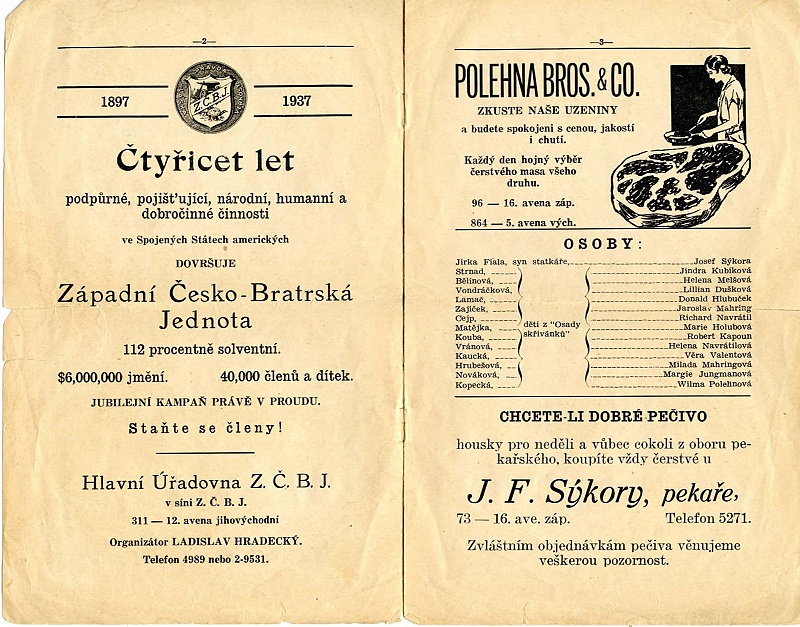 —2—
1897
Z.Č.B.J.
1937
Čtyřicet let
podpůrné, pojišt'ující, národní, humanní a
dobročinné činnosti
ve Spojených Státech amerických
DOVRŠUJE
Západní Česko-Bratrská
Jednota
112 procentně solventní.
$6,000,000 jmění. 40,000 členů a dítek.
JUBILEJNÍ KAMPAŇ PRÁVĚ V PROUDU.
Staňte se členy!
Hlavní Úřadovna Z. Č. B. J.
v síni Z. Č. B. J.
311 — 12. avena jihovýchodní
Organizátor LADISLAV HRADECKÝ.
Telefon 4989 nebo 2-9531.
—3—
POLEHNA BROS. & CO.
ZKUSTE NAŠE UZENINY
a budete spokojeni s cenou, jakostí
i chutí.
Každý den hojný výběr
čerstvého masa všeho
druhu.
96 — 16. avena záp.
864 — 5. avena vých.
OSOBY:
Jirka Fiala, syn statkáře, Josef Sýkora
Strnad, Jindra Kubíková
Bělinová, Helena Melšová
Vondráčková, Lillian Dušková
Lamač, Donald Hlubuček
Zajíček, Jaroslav Mahring
Cejp, Richard Navrátil
Matějka, děti z "Osady Marie Holubová
skřivánků"
Kouba, Robert Kapoun
Vránová, Helena Navrátilová
Kaucká, Věra Valentová
Hrubešová, Milada Mahringová
Nováková, Margie Jungmanová
Kopecká, Wilma Polehnová
CHCETE-LI DOBRÉ PEČIVO
housky pro neděli a vůbec cokoli z oboru pe-
kařského, koupíte vždy čerstvé u
J. F. Sýkory, pekaře,
73 — 16. ave. záp. Telefon 5271.
Zvláštním objednávkám pečiva věnujeme
veškerou pozornost.